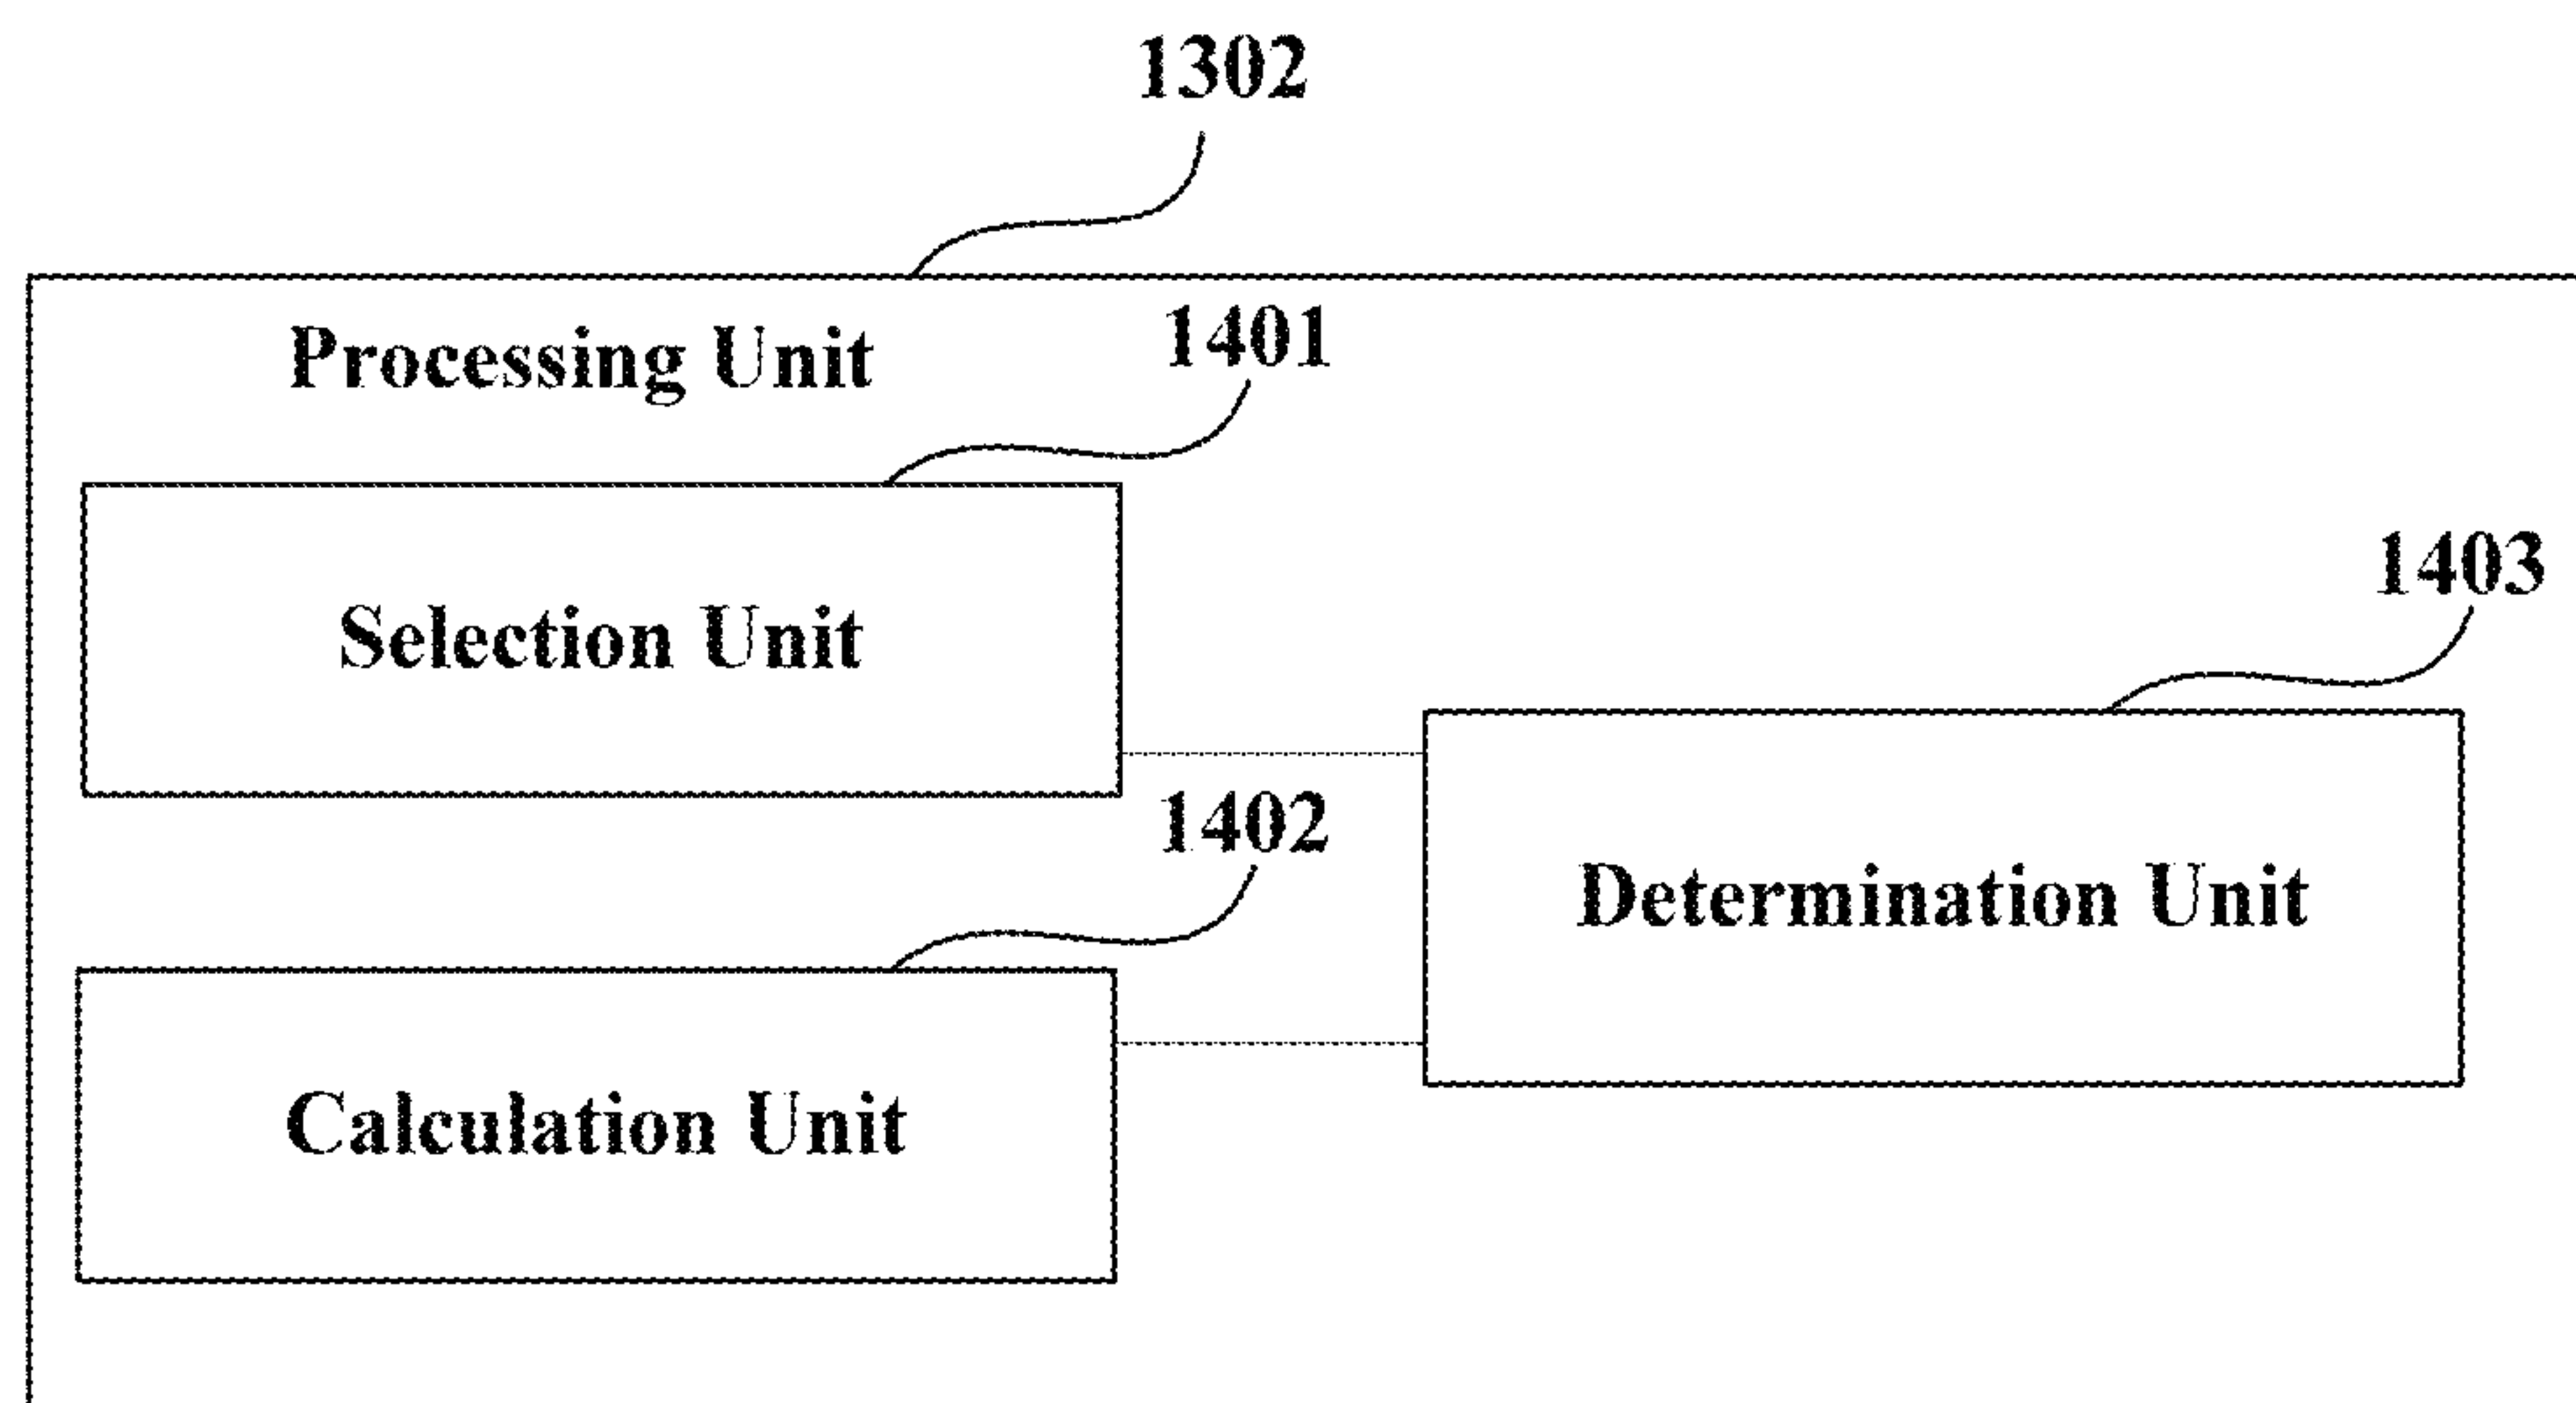 1302
Processing Unit
1401
Selection Unit
1403
1402
Determination Unit
Calculation Unit